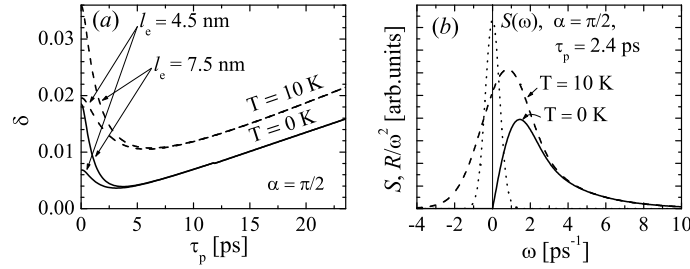 (a)
l_e = 4.5 nm
l_e = 7.5 nm
T = 10 K
T = 0 K
α = π/2
0.03
0.02
0.01
0.00
δ
0 5 10 15 20
τ_p [ps]
(b)
S(ω), α = π/2,
τ_p = 2.4 ps
T = 10 K
T = 0 K
S, R/ω² [arb.units]
-4 -2 0 2 4 6 8 10
ω [ps⁻¹]